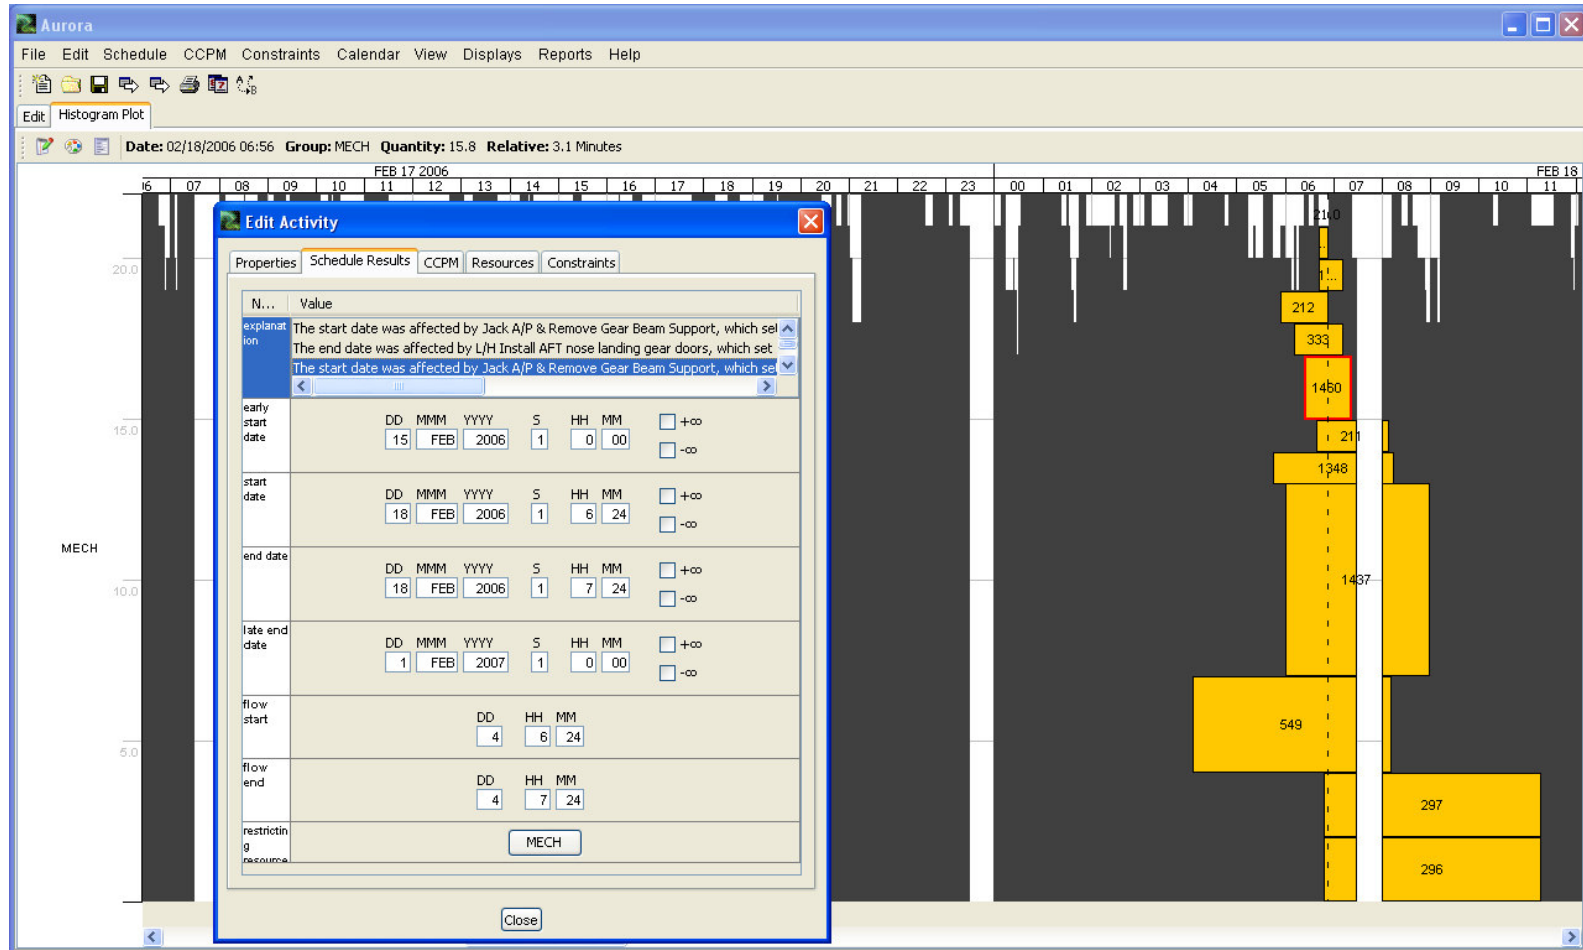 Aurora
File Edit Schedule CCPM Constraints Calendar View Displays Reports Help
Edit Histogram Plot
Date: 02/18/2006 06:56 Group: MECH Quantity: 15.8 Relative: 3.1 Minutes
FEB 17 2006 FEB 18
07 08 09 10 11 12 13 14 15 16 17 18 19 20 21 22 23 00 01 02 03 04 05 06 07 08 09 10 11
20.0
15.0
MECH
10.0
5.0
Edit Activity
Properties Schedule Results CCPM Resources Constraints
N... Value
explanat
ion
The start date was affected by Jack A/P & Remove Gear Beam Support, which set
The end date was affected by L/H Install AFT nose landing gear doors, which set
The start date was affected by Jack A/P & Remove Gear Beam Support, which set
early
start
date
DD MMM YYYY S HH MM +∞
15 FEB 2006 1 0 00 -∞
start
date
DD MMM YYYY S HH MM +∞
18 FEB 2006 1 6 24 -∞
end date
DD MMM YYYY S HH MM +∞
18 FEB 2006 1 7 24 -∞
late end
date
DD MMM YYYY S HH MM +∞
1 FEB 2007 1 0 00 -∞
flow
start
DD HH MM
4 6 24
flow
end
DD HH MM
4 7 24
restrictin
g
resource
MECH
Close
1...
212
333
1460
211
1348
1437
549
297
296